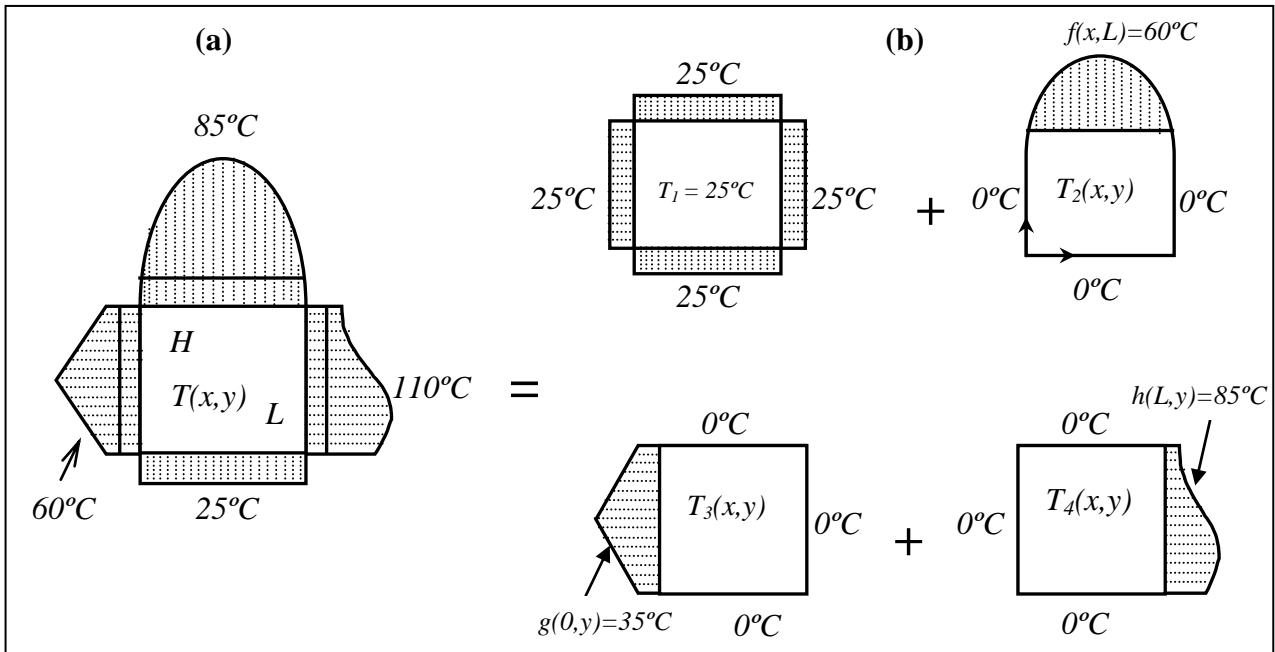 (a)
85ºC
H
T(x,y)
L
110ºC
60ºC
25ºC
=
(b)
25ºC
25ºC
T1 = 25ºC
25ºC
25ºC
+
f(x,L)=60ºC
0ºC
T2(x,y)
0ºC
0ºC
0ºC
T3(x,y)
0ºC
g(0,y)=35ºC
0ºC
+
h(L,y)=85ºC
0ºC
0ºC
T4(x,y)
0ºC